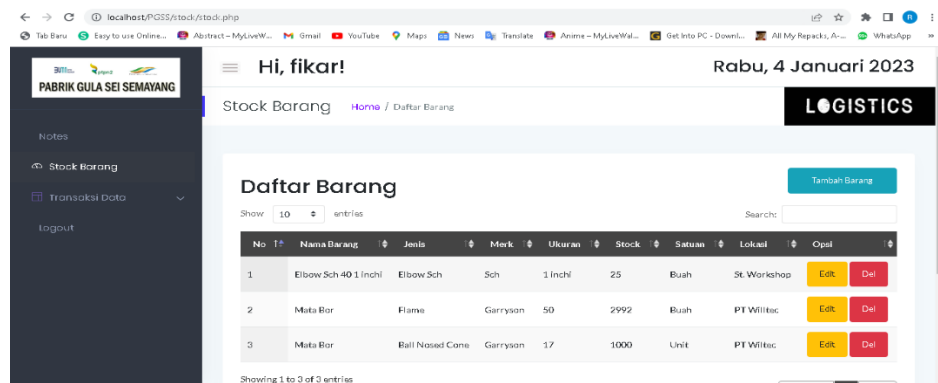 localhost/PGSS/stock/stock.php
R
Tab Baru Easy to use Online... Abstract – MyLiveW... Gmail YouTube Maps News Translate Anime – MyLiveWal... Get Into PC - Downl... All My Repacks, A-... WhatsApp »
PABRIK GULA SEI SEMAYANG
Hi, fikar!
Rabu, 4 Januari 2023
Stock Barang Home / Daftar Barang
LOGISTICS
Notes
Stock Barang
Transaksi Data
Logout
Daftar Barang
Tambah Barang
Show 10 entries
Search:
No Nama Barang Jenis Merk Ukuran Stock Satuan Lokasi Opsi
1 Elbow Sch 40 1 inchi Elbow Sch Sch 1 inchi 25 Buah St. Workshop Edit Del
2 Mata Bor Flame Garryson 50 2992 Buah PT Willtec Edit Del
3 Mata Bor Ball Nosed Cone Garryson 17 1000 Unit PT Willtec Edit Del
Showing 1 to 3 of 3 entries